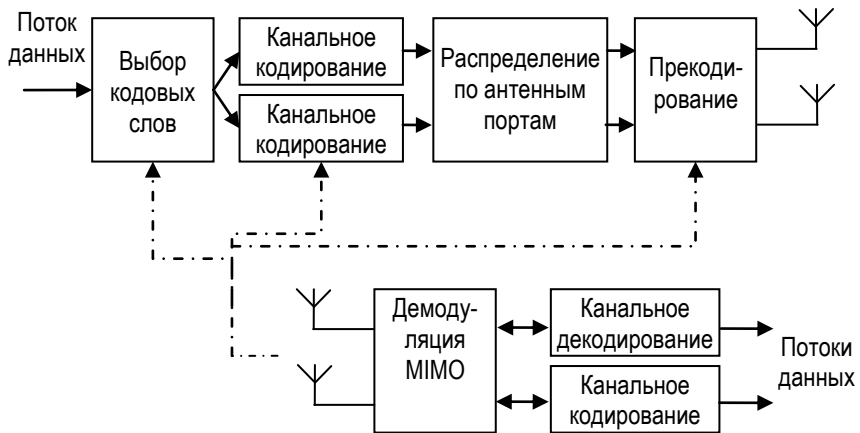 Поток
данных
Выбор
кодовых
слов
Канальное
кодирование
Канальное
кодирование
Распределение
по антенным
портам
Прекоди-
рование
Демоду-
ляция
MIMO
Канальное
декодирование
Канальное
кодирование
Потоки
данных